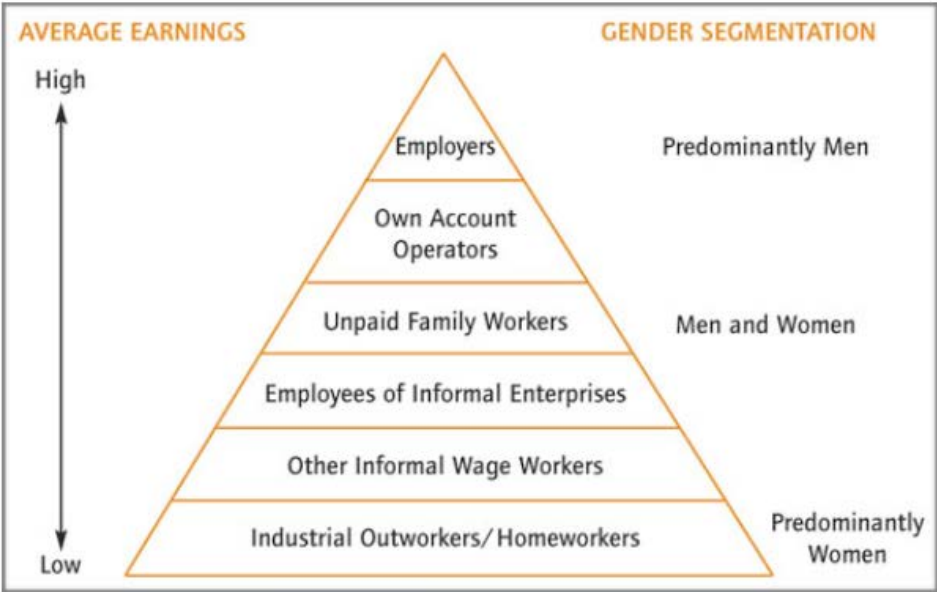 AVERAGE EARNINGS
GENDER SEGMENTATION
High
Employers
Predominantly Men
Own Account
Operators
Unpaid Family Workers
Men and Women
Employees of Informal Enterprises
Other Informal Wage Workers
Industrial Outworkers/Homeworkers
Predominantly
Women
Low